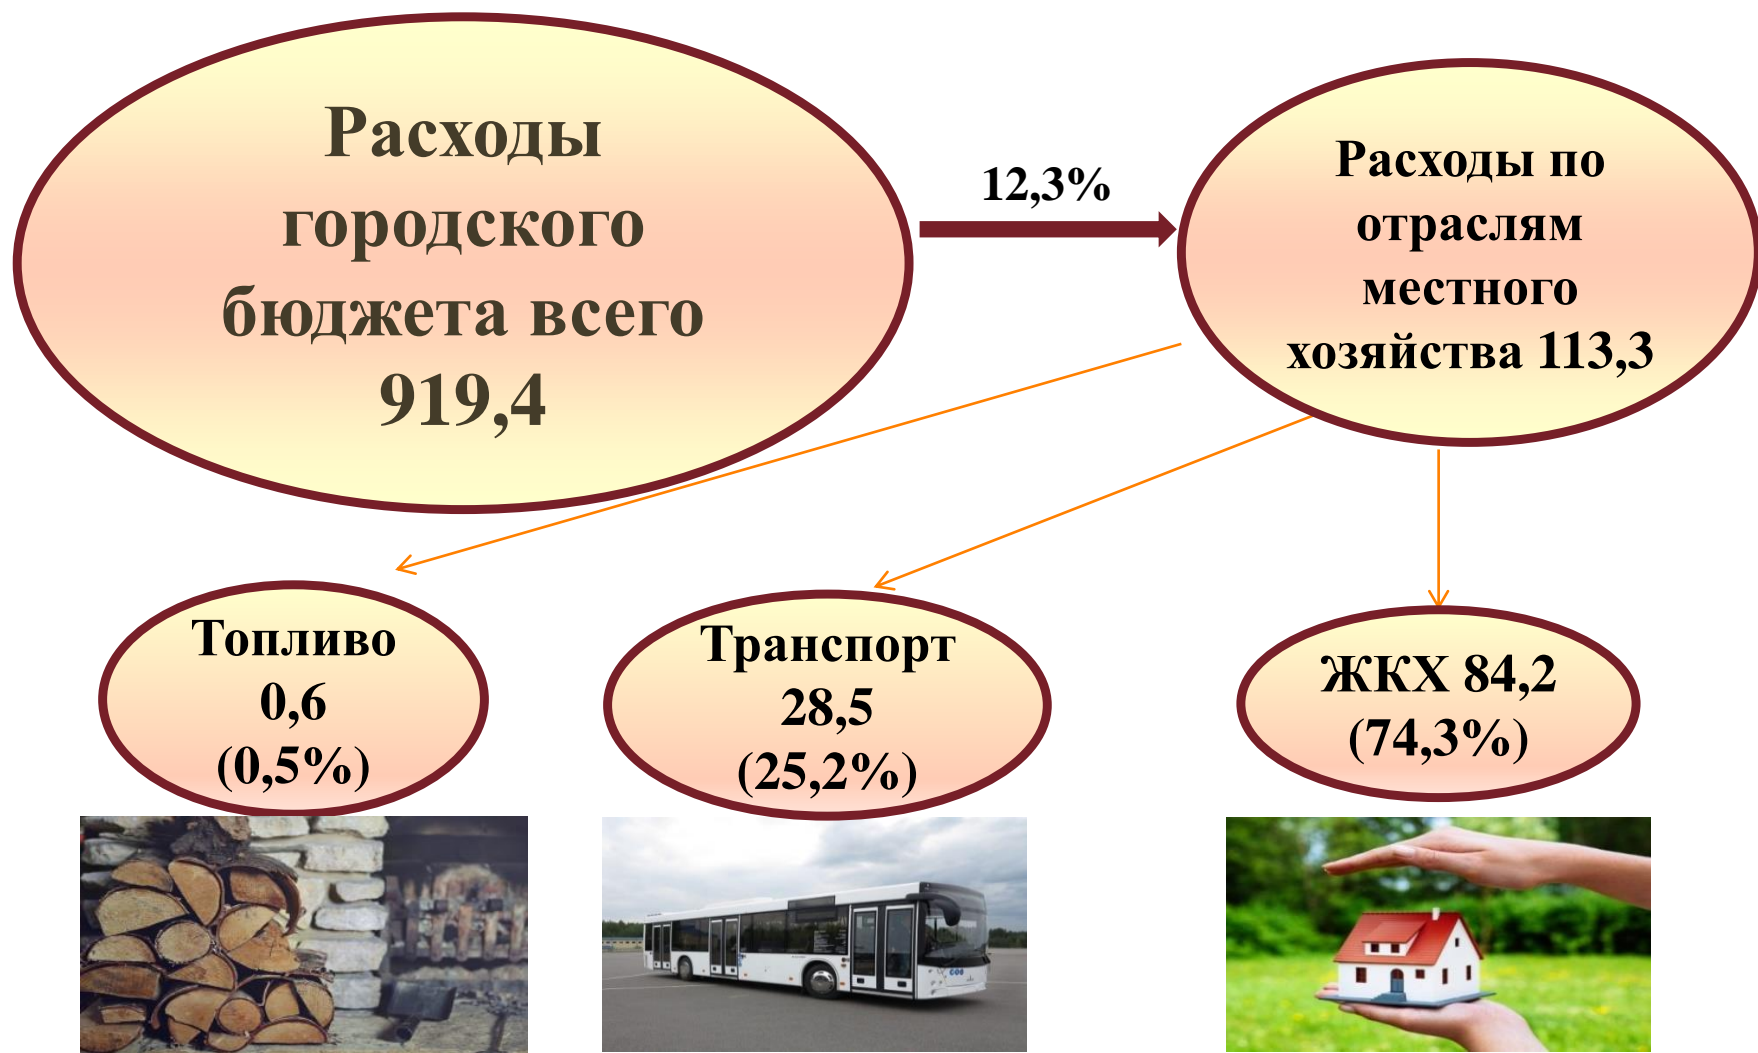 Расходы
городского
бюджета всего
919,4
12,3%
Расходы по
отраслям
местного
хозяйства 113,3
Топливо
0,6
(0,5%)
Транспорт
28,5
(25,2%)
ЖКХ 84,2
(74,3%)